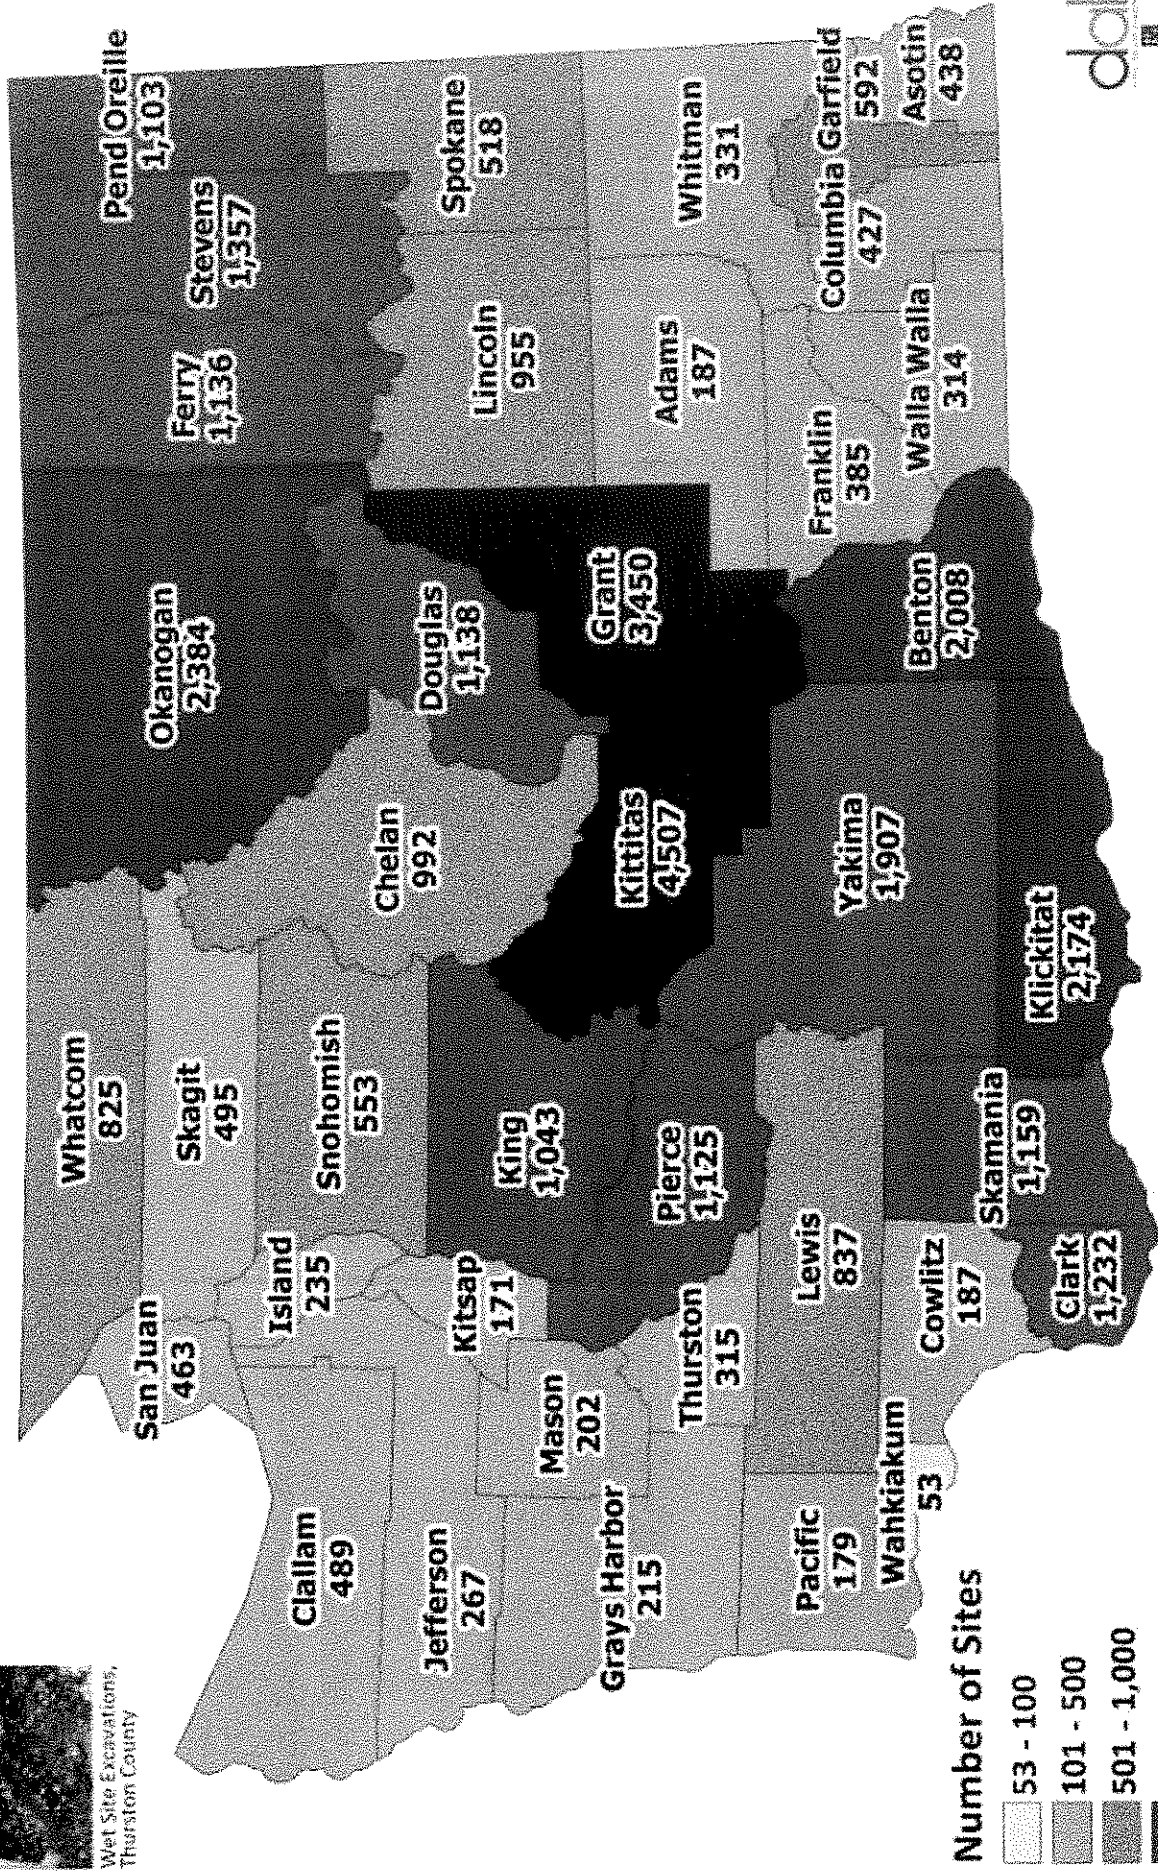 Wet Site Excavations,
Thurston County
Whatcom
825
Skagit
495
San Juan
463
Island
235
Snohomish
553
Okanogan
2,384
Ferry
1,136
Stevens
1,357
Pend Oreille
1,103
Clallam
489
Jefferson
267
Kitsap
171
King
1,043
Chelan
992
Douglas
1,138
Lincoln
955
Spokane
518
Grays Harbor
215
Mason
202
Thurston
315
Pierce
1,125
Kittitas
4,507
Grant
3,450
Adams
187
Whitman
331
Pacific
179
Lewis
837
Yakima
1,907
Franklin
385
Columbia
427
Garfield
592
Asotin
438
Wahkiakum
53
Cowlitz
187
Clark
1,232
Skamania
1,159
Klickitat
2,174
Benton
2,008
Walla Walla
314
Number of Sites
53 - 100
101 - 500
501 - 1,000